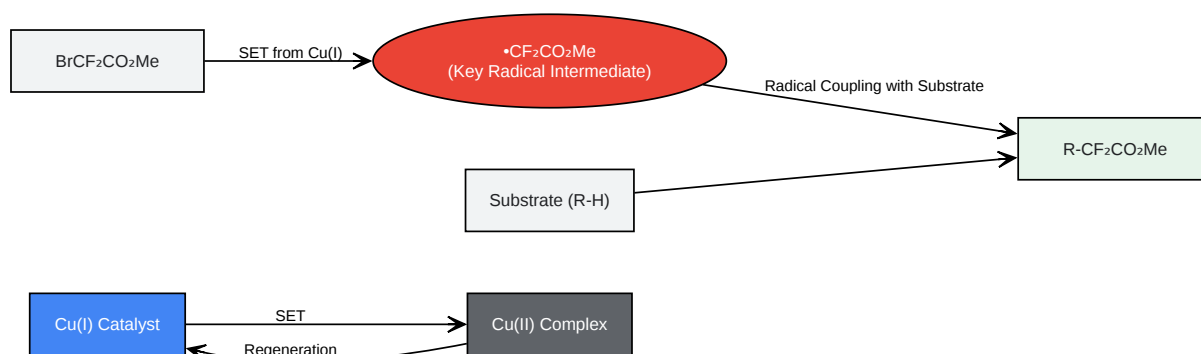 BrCF₂CO₂Me
SET from Cu(I)
•CF₂CO₂Me
(Key Radical Intermediate)
Radical Coupling with Substrate
R-CF₂CO₂Me
Substrate (R-H)
Cu(I) Catalyst
SET
Cu(II) Complex
Regeneration